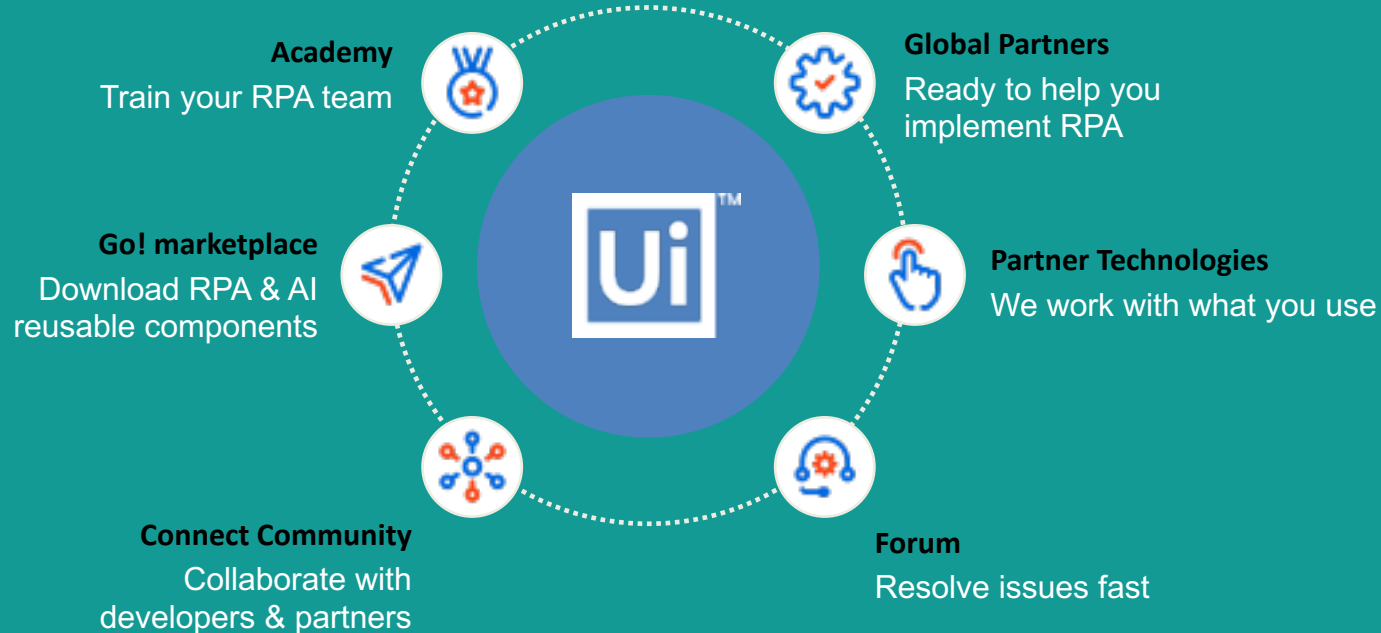 Academy
Train your RPA team
Global Partners
Ready to help you
implement RPA
Ui™
Go! marketplace
Download RPA & AI
reusable components
Partner Technologies
We work with what you use
Connect Community
Collaborate with
developers & partners
Forum
Resolve issues fast